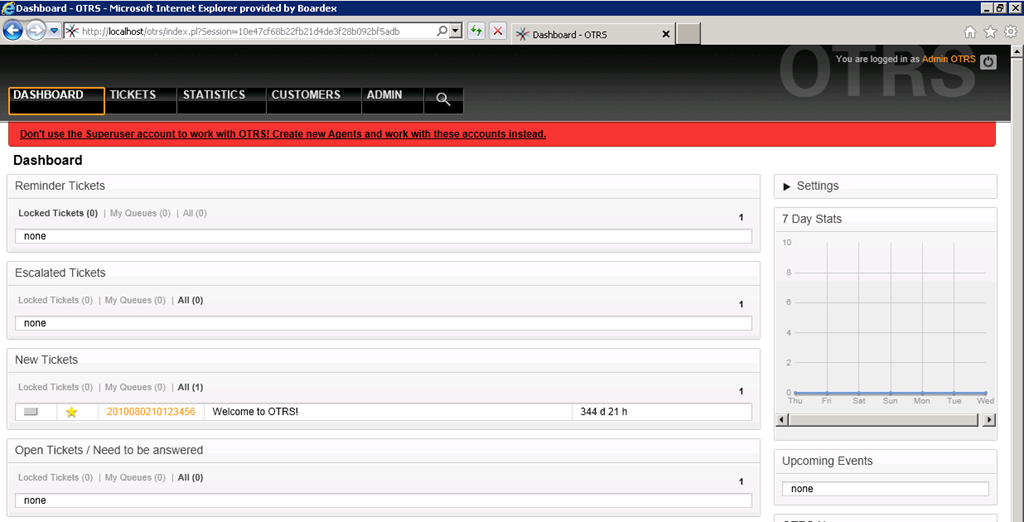 Dashboard - OTRS - Microsoft Internet Explorer provided by Boardex
http://localhost/otrs/index.pl?Session=10e47cf68b22fb21d4de3f28b092bf5adb
Dashboard - OTRS
OTRS
You are logged in as Admin OTRS
DASHBOARD TICKETS STATISTICS CUSTOMERS ADMIN
Don't use the Superuser account to work with OTRS! Create new Agents and work with these accounts instead.
Dashboard
Reminder Tickets
Locked Tickets (0) | My Queues (0) | All (0)
1
none
Escalated Tickets
Locked Tickets (0) | My Queues (0) | All (0)
1
none
New Tickets
Locked Tickets (0) | My Queues (0) | All (1)
1
2010080210123456 Welcome to OTRS! 344 d 21 h
Open Tickets / Need to be answered
Locked Tickets (0) | My Queues (0) | All (0)
1
none
Settings
7 Day Stats
10
8
6
4
2
0
Thu Fri Sat Sun Mon Tue Wed
Upcoming Events
none